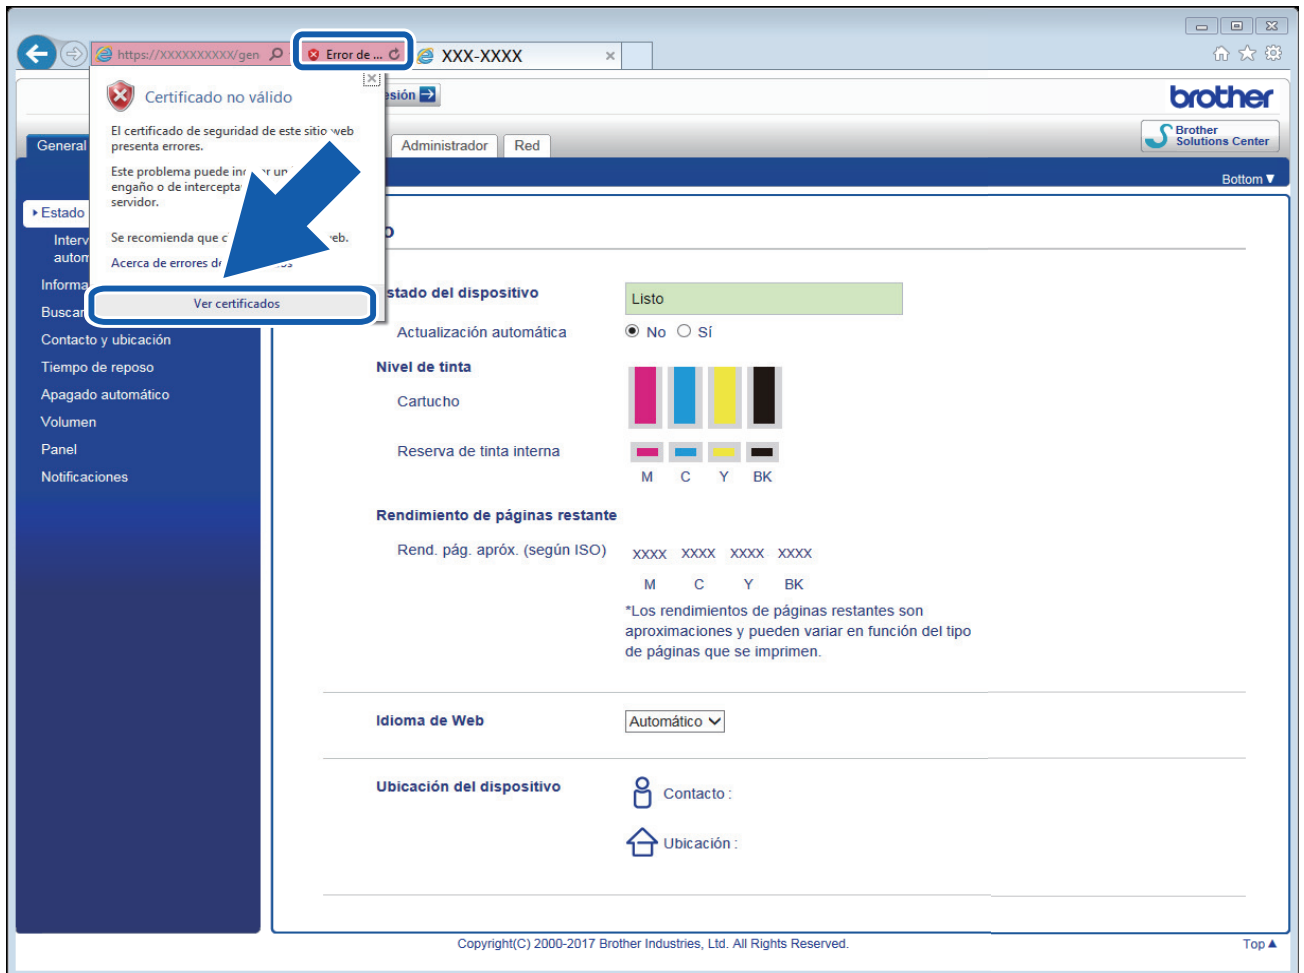 https://XXXXXXXXXX/gen
Error de ...
XXX-XXXX
Certificado no válido
El certificado de seguridad de este sitio web
presenta errores.
Este problema puede
engaño o de
servidor.
Se recomienda que
Acerca de errores
Ver certificados
brother
Brother
Solutions Center
General
Administrador
Red
Bottom▼
Estado
Contacto y ubicación
Tiempo de reposo
Apagado automático
Volumen
Panel
Notificaciones
Estado del dispositivo
Listo
Actualización automática
No
Sí
Nivel de tinta
Cartucho
Reserva de tinta interna
M C Y BK
Rendimiento de páginas restante
Rend. pág. apróx. (según ISO)
XXXX XXXX XXXX XXXX
M C Y BK
*Los rendimientos de páginas restantes son
aproximaciones y pueden variar en función del tipo
de páginas que se imprimen.
Idioma de Web
Automático
Ubicación del dispositivo
Contacto :
Ubicación :
Copyright(C) 2000-2017 Brother Industries, Ltd. All Rights Reserved.
Top▲